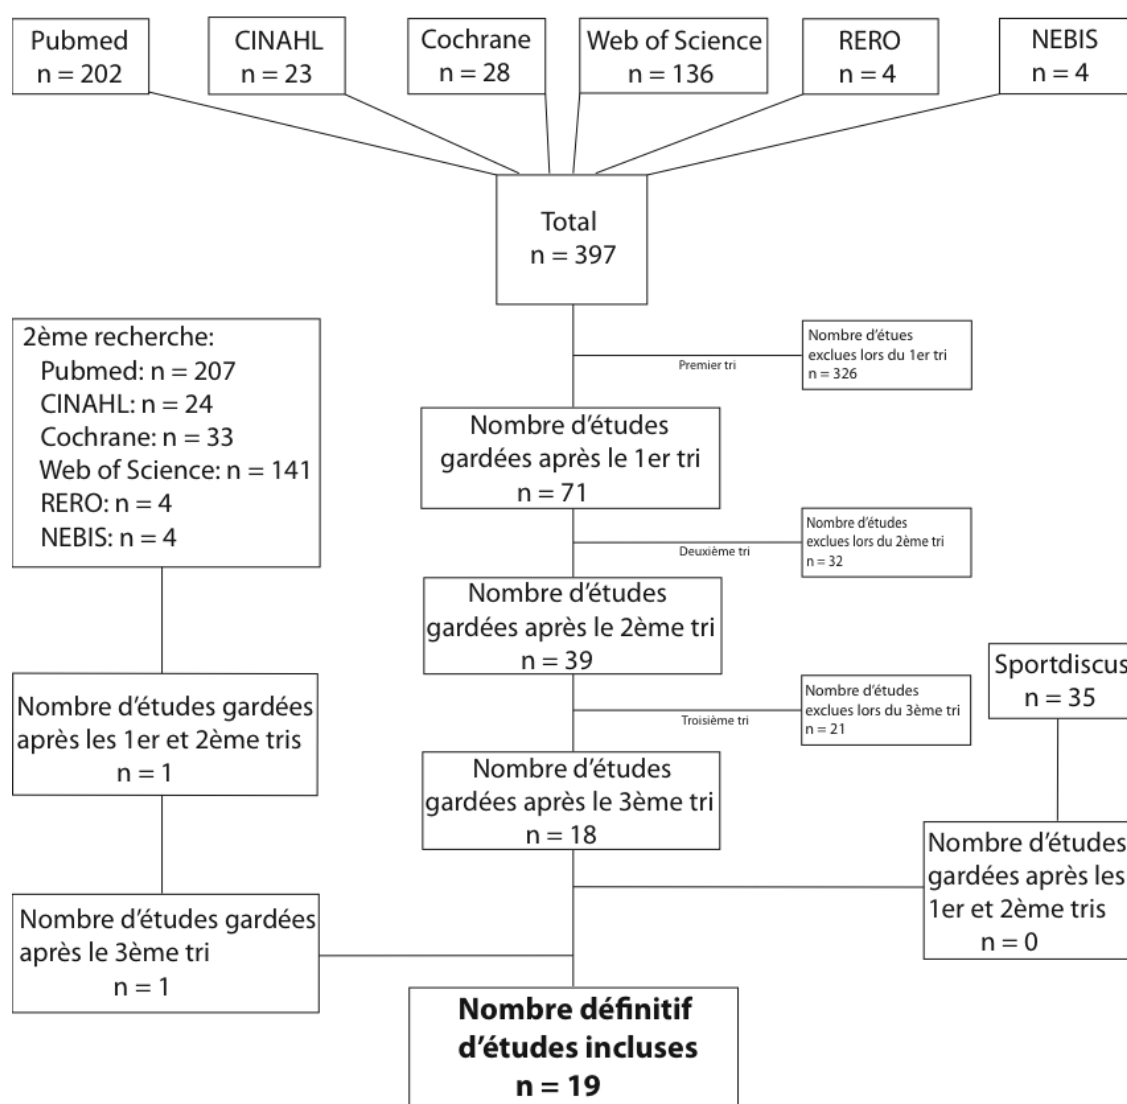 Pubmed
n = 202
CINAHL
n = 23
Cochrane
n = 28
Web of Science
n = 136
RERO
n = 4
NEBIS
n = 4
Total
n = 397
2ème recherche:
Pubmed: n = 207
CINAHL: n = 24
Cochrane: n = 33
Web of Science: n = 141
RERO: n = 4
NEBIS: n = 4
Premier tri
Nombre d'étues
exclues lors du 1er tri
n = 326
Nombre d'études
gardées après le 1er tri
n = 71
Deuxième tri
Nombre d'études
exclues lors du 2ème tri
n = 32
Nombre d'études
gardées après le 2ème tri
n = 39
Sportdiscus
n = 35
Nombre d'études gardées
après les 1er et 2ème tris
n = 1
Troisième tri
Nombre d'études
exclues lors du 3ème tri
n = 21
Nombre d'études
gardées après le 3ème tri
n = 18
Nombre d'études
gardées après les
1er et 2ème tris
n = 0
Nombre d'études gardées
après le 3ème tri
n = 1
Nombre définitif
d'études incluses
n = 19